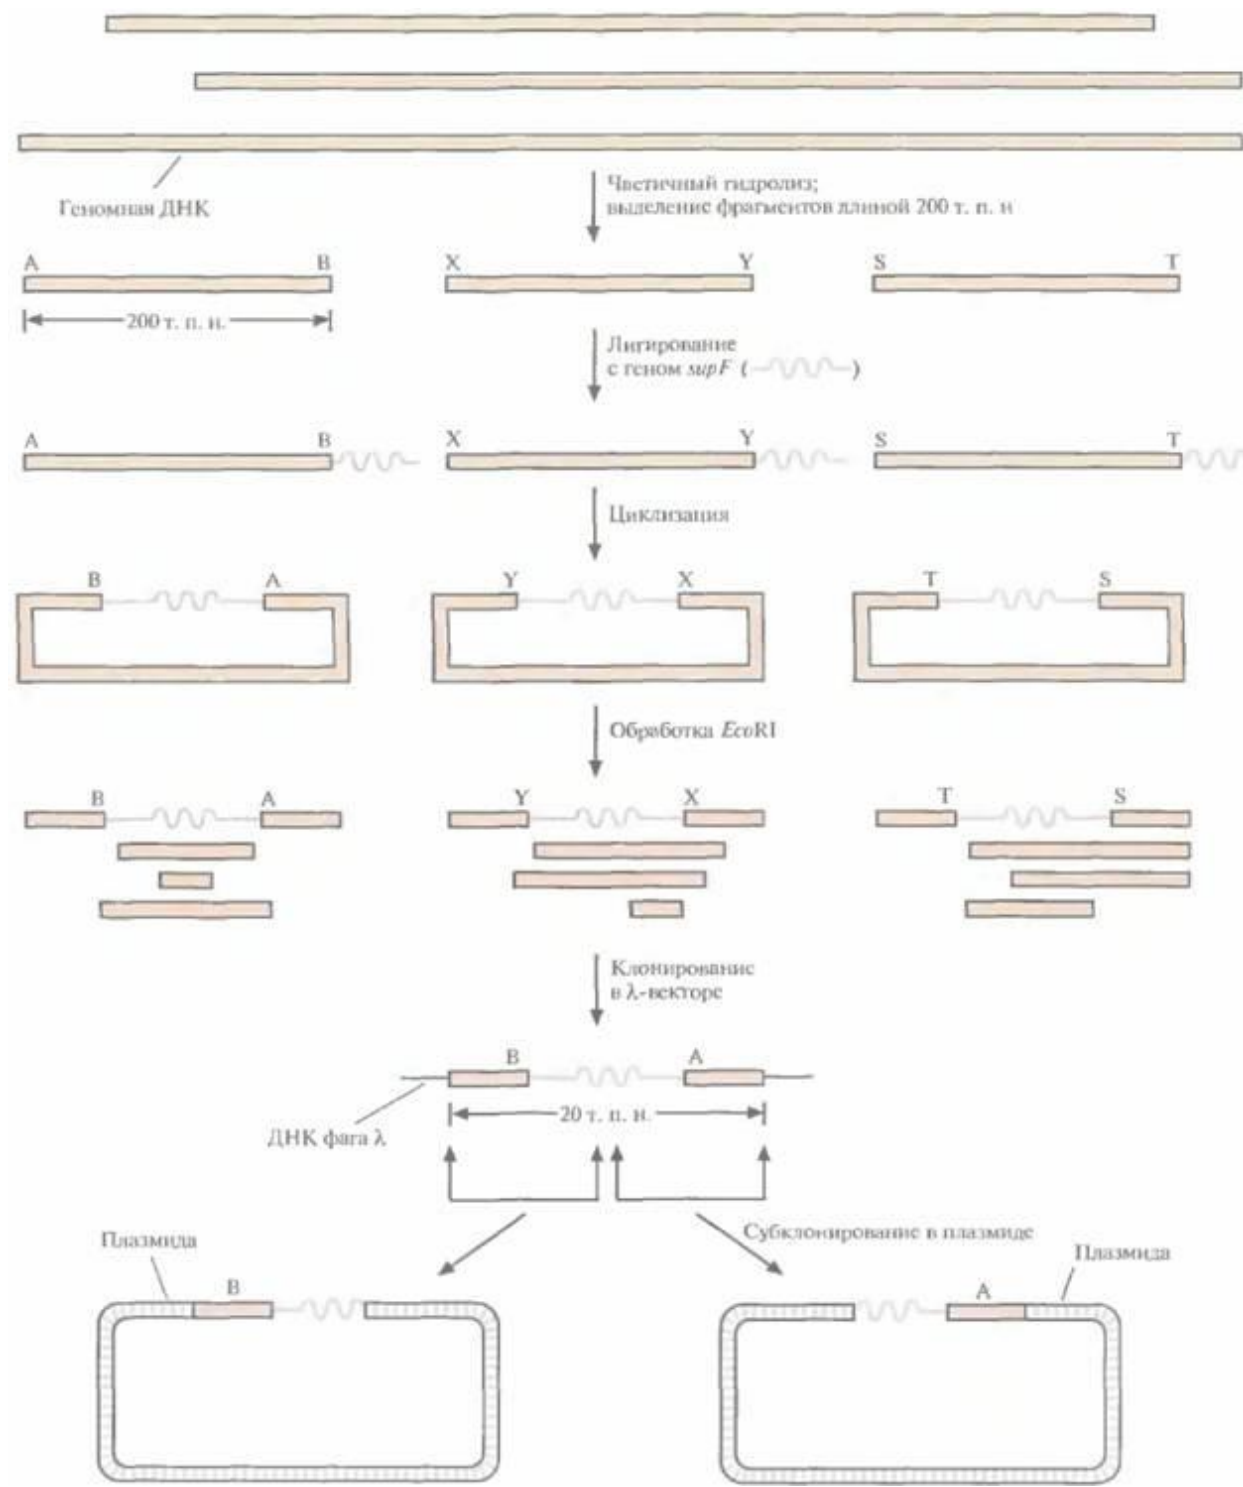 Геномная ДНК
Частичный гидролиз;
выделение фрагментов длиной 200 т. п. н
A B X Y S T
200 т. п. н.
Лигирование
с геном supF ( )
A B X Y S T
Циклизация
B A Y X T S
Обработка EcoRI
B A Y X T S
Клонирование
в λ-векторе
B A
20 т. п. н.
ДНК фага λ
Субклонирование в плазмиде
Плазмида
Плазмида
B
A